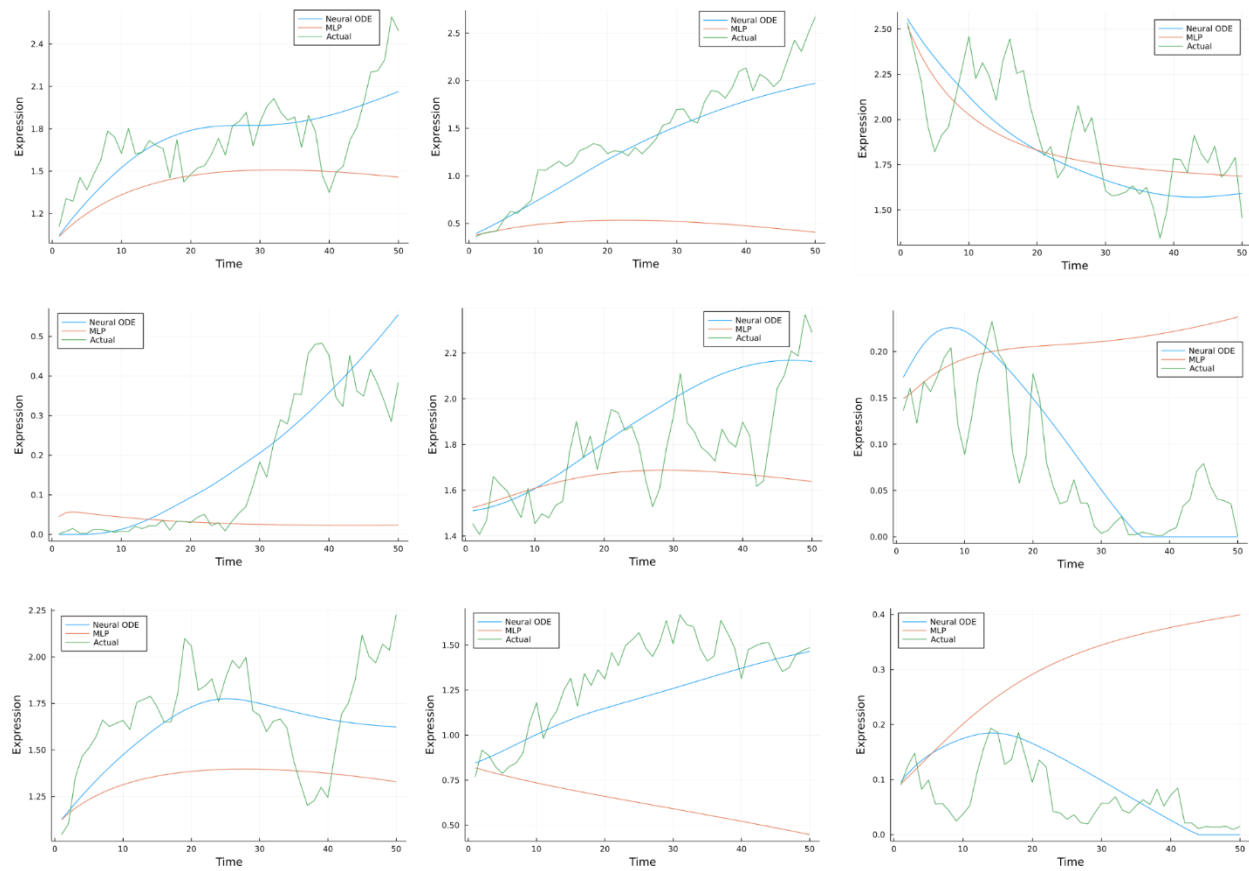 Neural ODE
MLP
Actual
2.4
2.1
1.8
1.5
1.2
Expression
0 10 20 30 40 50
Time
Neural ODE
MLP
Actual
2.5
2.0
1.5
1.0
0.5
Expression
0 10 20 30 40 50
Time
Neural ODE
MLP
Actual
2.50
2.25
2.00
1.75
1.50
Expression
0 10 20 30 40 50
Time
Neural ODE
MLP
Actual
0.5
0.4
0.3
0.2
0.1
0.0
Expression
0 10 20 30 40 50
Time
Neural ODE
MLP
Actual
2.2
2.0
1.8
1.6
1.4
Expression
0 10 20 30 40 50
Time
Neural ODE
MLP
Actual
0.20
0.15
0.10
0.05
0.00
Expression
0 10 20 30 40 50
Time
Neural ODE
MLP
Actual
2.25
2.00
1.75
1.50
1.25
Expression
0 10 20 30 40 50
Time
Neural ODE
MLP
Actual
1.50
1.25
1.00
0.75
0.50
Expression
0 10 20 30 40 50
Time
Neural ODE
MLP
Actual
0.4
0.3
0.2
0.1
0.0
Expression
0 10 20 30 40 50
Time